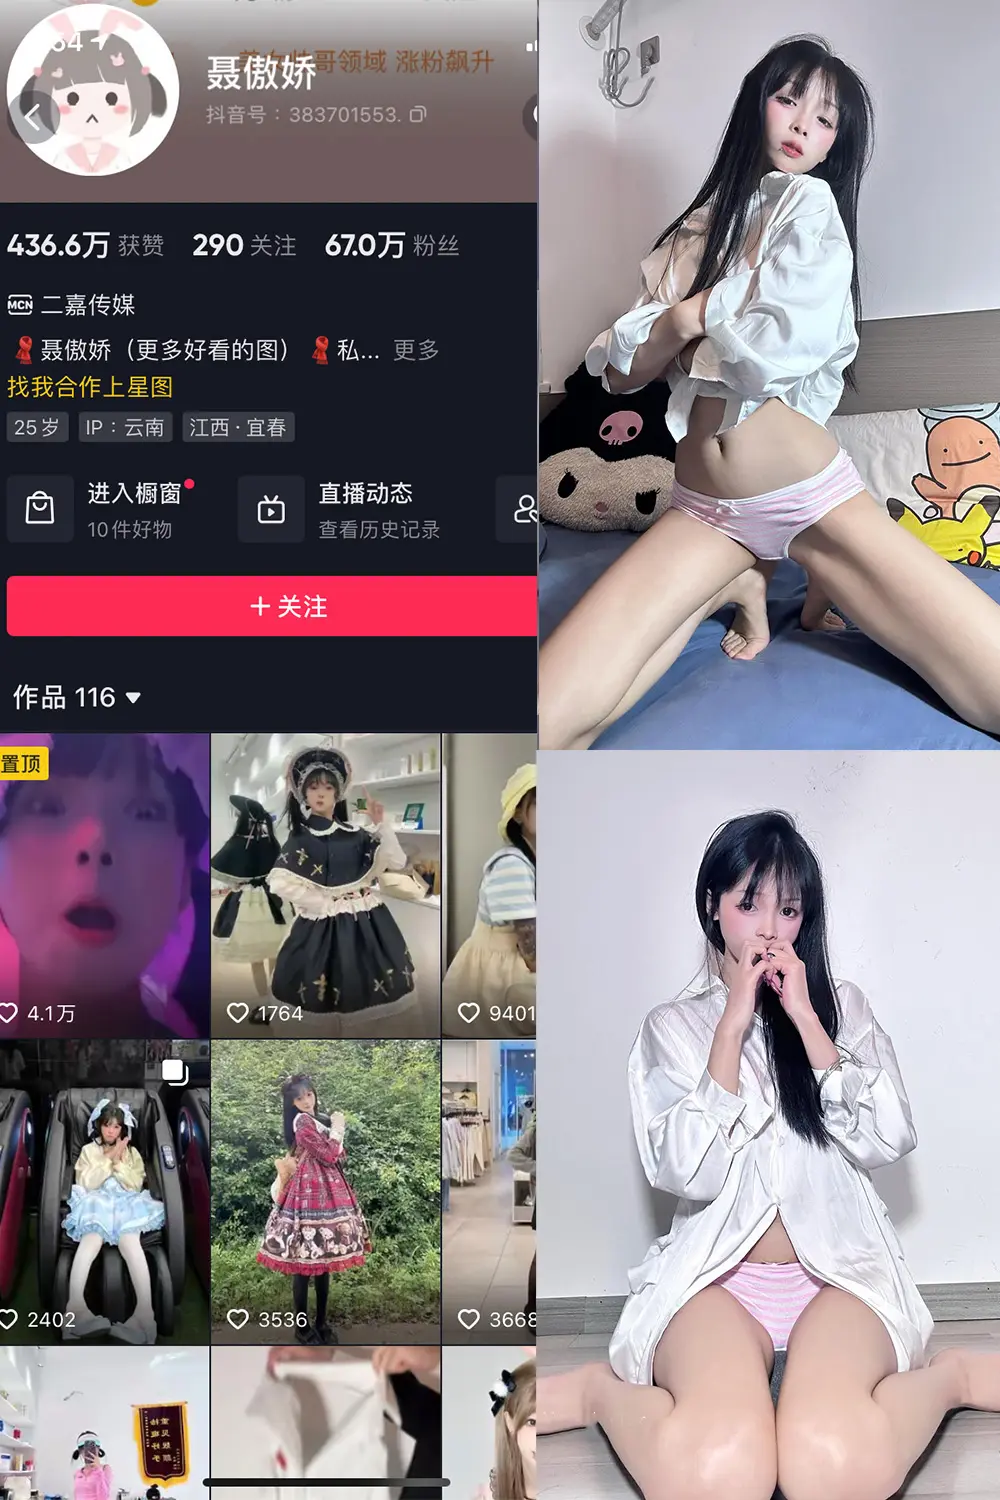 美女帅哥领域 涨粉飙升
聂傲娇
抖音号：383701553.
436.6万 获赞 290 关注 67.0万 粉丝
MCN 二嘉传媒
聂傲娇（更多好看的图） 私... 更多
找我合作上星图
25岁 IP：云南 江西·宜春
进入橱窗 直播动态
10件好物 查看历史记录
+ 关注
作品 116
置顶
4.1万 1764 9401
2402 3536 3668